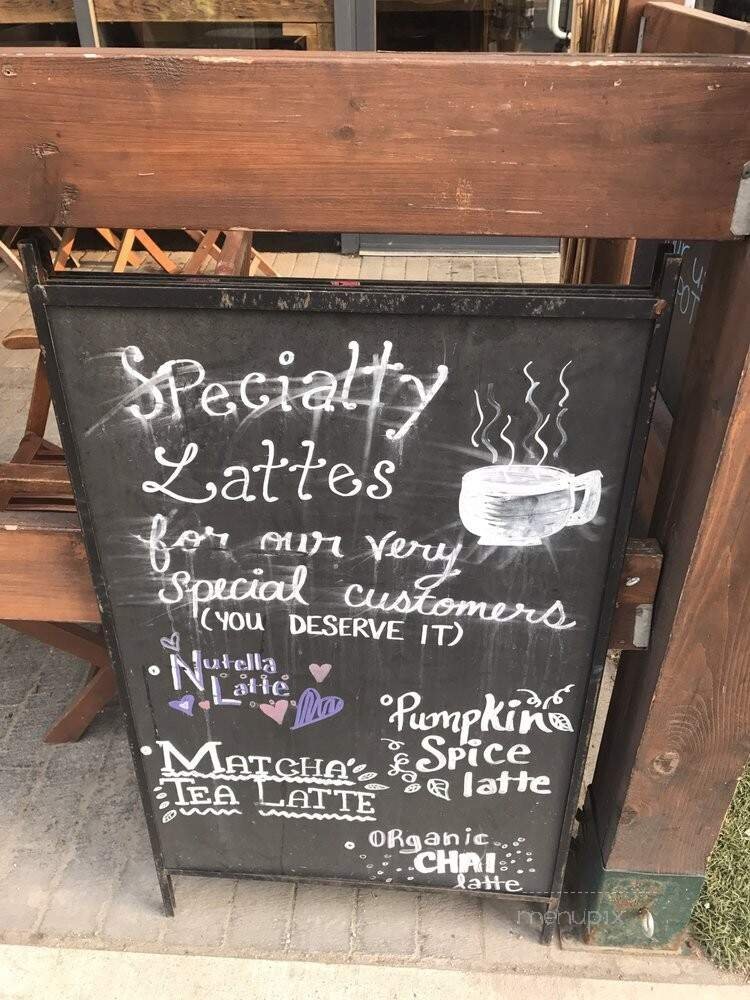 Specialty
Lattes
for our very
special customers
(YOU DESERVE IT)
Nutella
Latte
Pumpkin
Spice
latte
MATCHA
TEA LATTE
ORganic
CHAI
latte
menupix